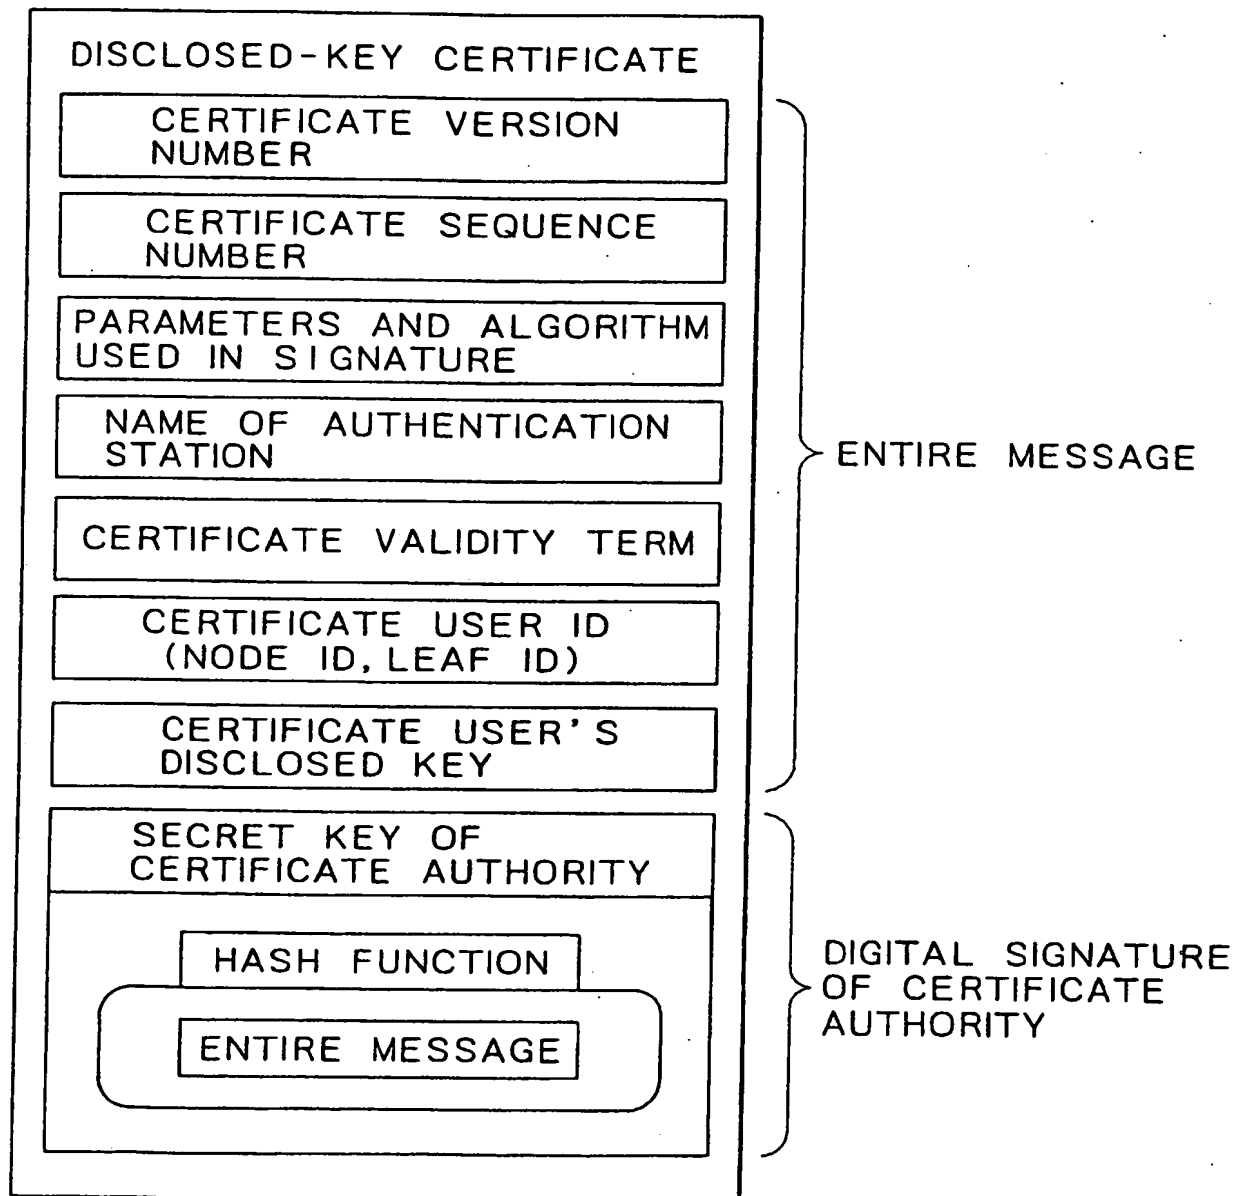 DISCLOSED-KEY CERTIFICATE
CERTIFICATE VERSION
NUMBER
CERTIFICATE SEQUENCE
NUMBER
PARAMETERS AND ALGORITHM
USED IN SIGNATURE
NAME OF AUTHENTICATION
STATION
CERTIFICATE VALIDITY TERM
CERTIFICATE USER ID
(NODE ID, LEAF ID)
CERTIFICATE USER'S
DISCLOSED KEY
ENTIRE MESSAGE
SECRET KEY OF
CERTIFICATE AUTHORITY
HASH FUNCTION
ENTIRE MESSAGE
DIGITAL SIGNATURE
OF CERTIFICATE
AUTHORITY